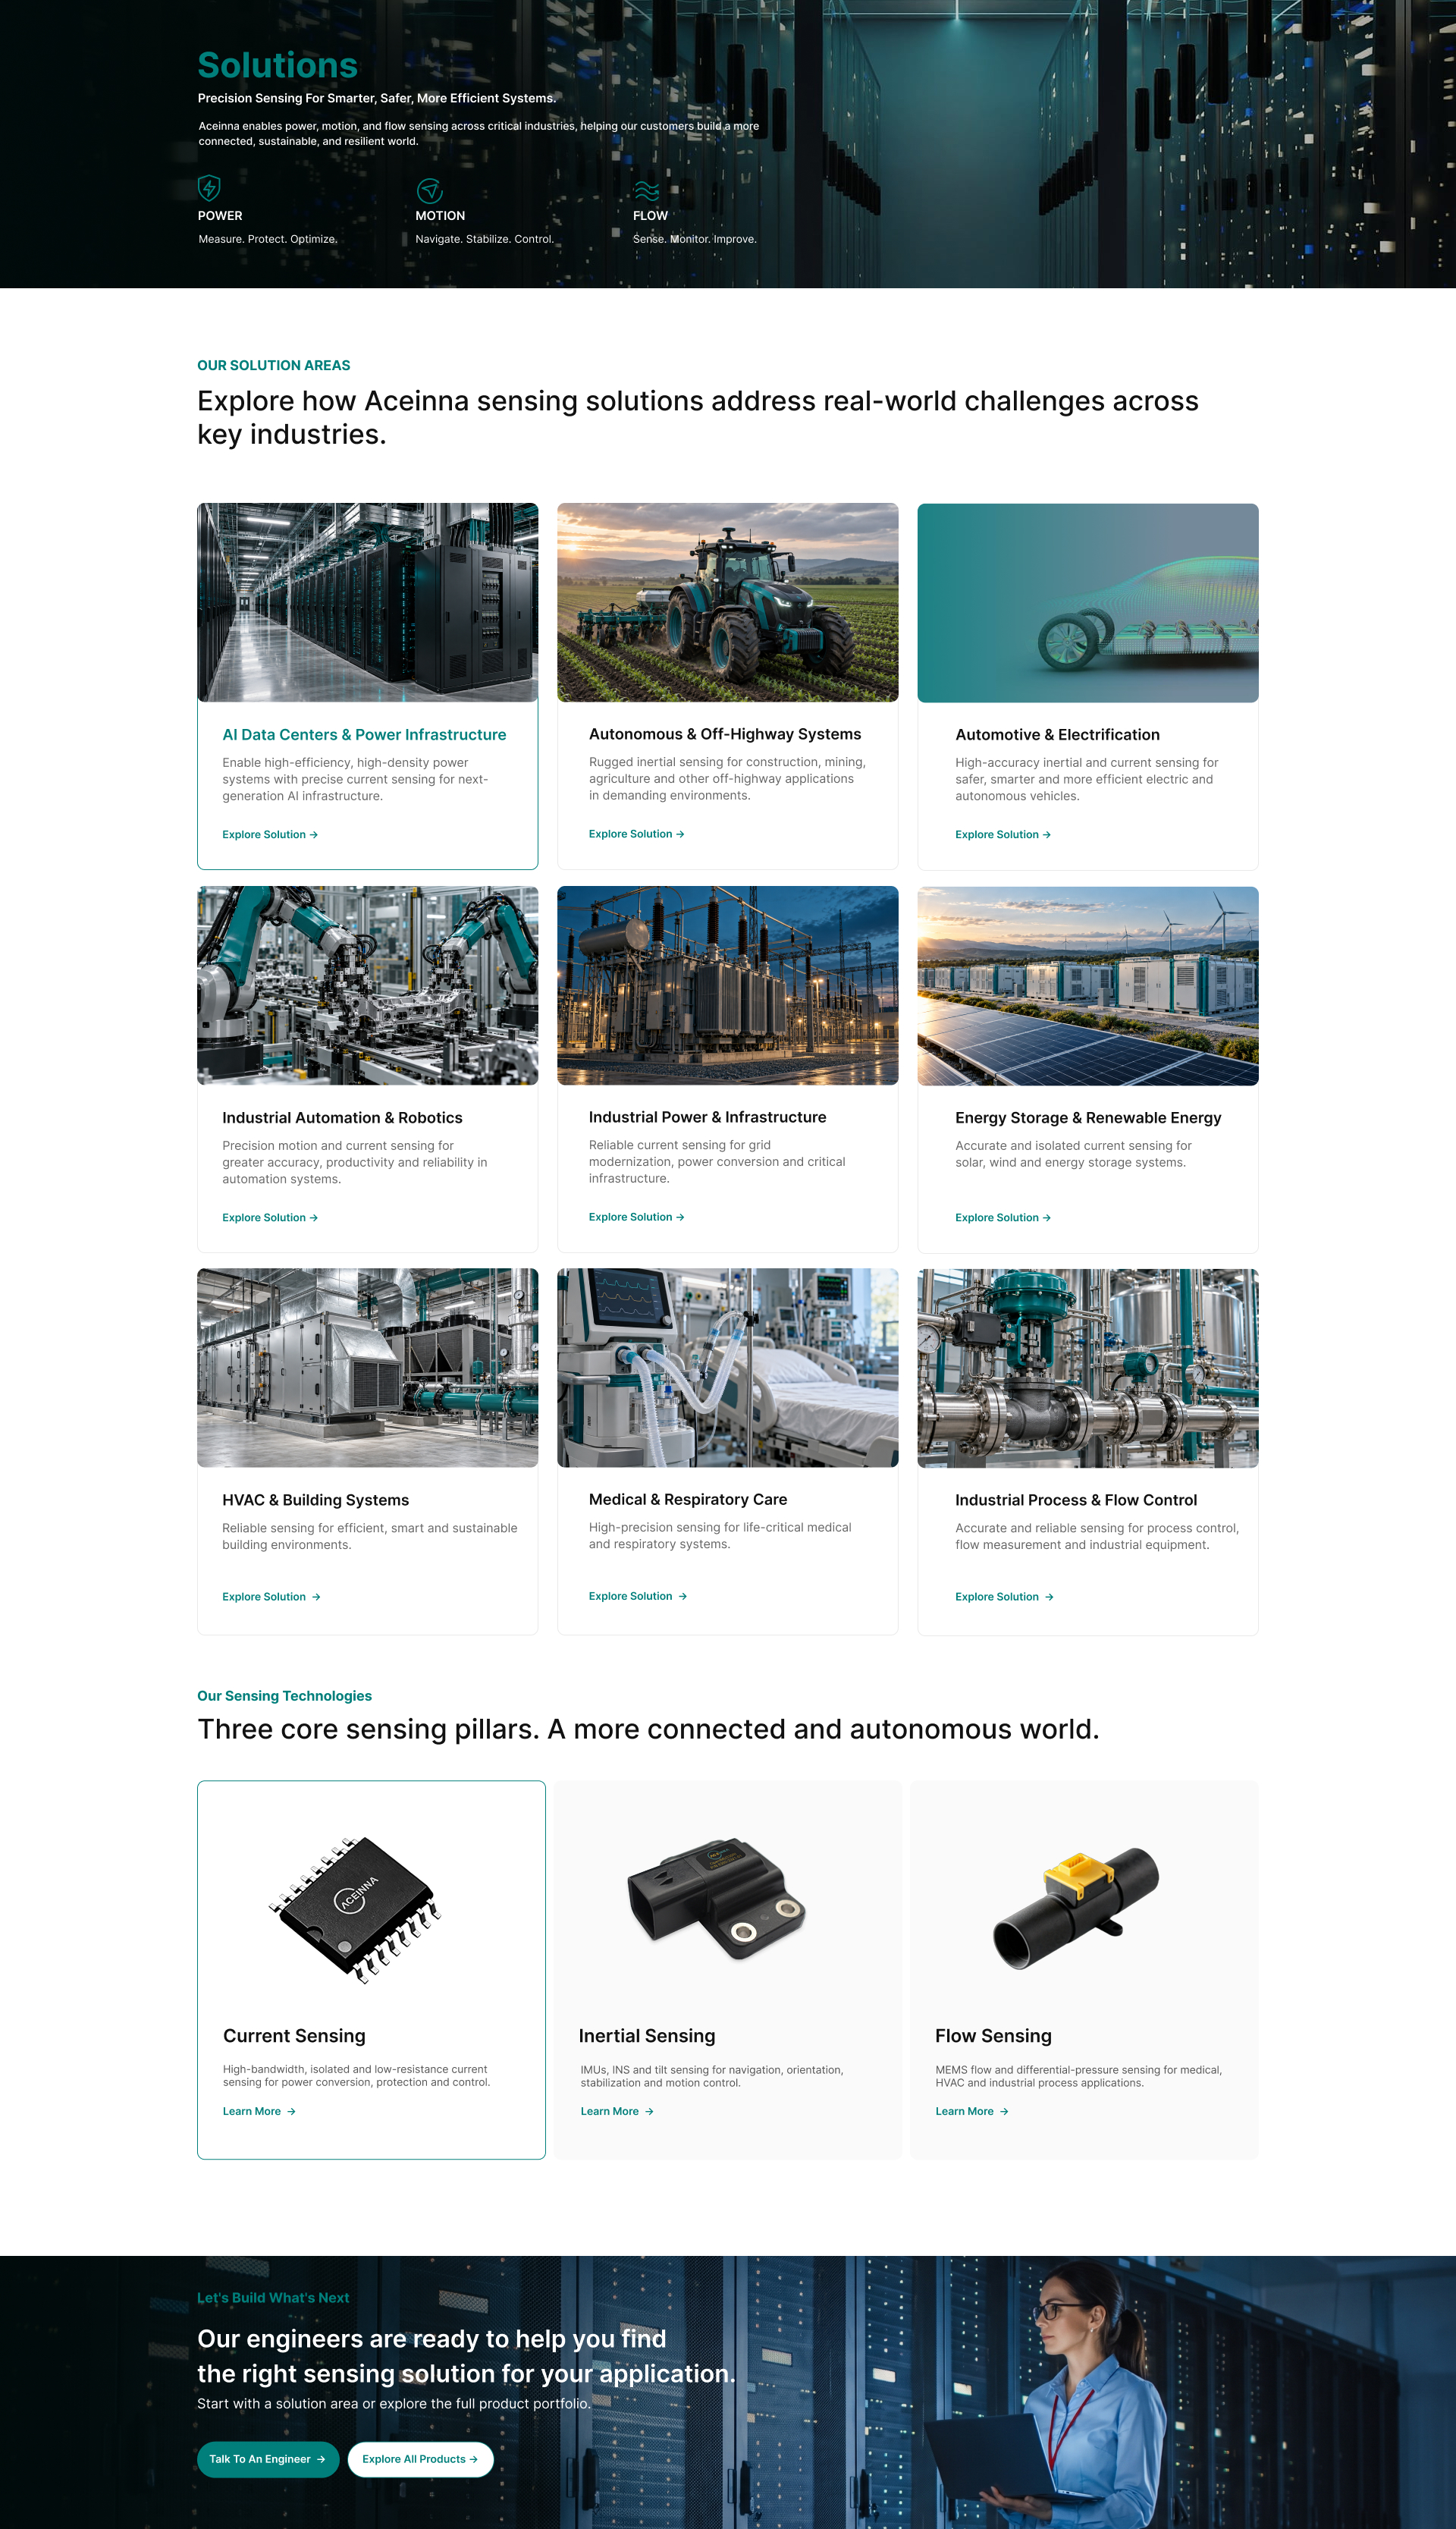 Solutions
Precision Sensing For Smarter, Safer, More Efficient Systems.
Aceinna enables power, motion, and flow sensing across critical industries, helping our customers build a more
connected, sustainable, and resilient world.
POWER
Measure. Protect. Optimize.
MOTION
Navigate. Stabilize. Control.
FLOW
Sense. Monitor. Improve.
OUR SOLUTION AREAS
Explore how Aceinna sensing solutions address real-world challenges across
key industries.
AI Data Centers & Power Infrastructure
Enable high-efficiency, high-density power
systems with precise current sensing for next-
generation AI infrastructure.
Explore Solution →
Autonomous & Off-Highway Systems
Rugged inertial sensing for construction, mining,
agriculture and other off-highway applications
in demanding environments.
Explore Solution →
Automotive & Electrification
High-accuracy inertial and current sensing for
safer, smarter and more efficient electric and
autonomous vehicles.
Explore Solution →
Industrial Automation & Robotics
Precision motion and current sensing for
greater accuracy, productivity and reliability in
automation systems.
Explore Solution →
Industrial Power & Infrastructure
Reliable current sensing for grid
modernization, power conversion and critical
infrastructure.
Explore Solution →
Energy Storage & Renewable Energy
Accurate and isolated current sensing for
solar, wind and energy storage systems.
Explore Solution →
HVAC & Building Systems
Reliable sensing for efficient, smart and sustainable
building environments.
Explore Solution →
Medical & Respiratory Care
High-precision sensing for life-critical medical
and respiratory systems.
Explore Solution →
Industrial Process & Flow Control
Accurate and reliable sensing for process control,
flow measurement and industrial equipment.
Explore Solution →
Our Sensing Technologies
Three core sensing pillars. A more connected and autonomous world.
ACEINNA
Current Sensing
High-bandwidth, isolated and low-resistance current
sensing for power conversion, protection and control.
Learn More →
Inertial Sensing
IMUs, INS and tilt sensing for navigation, orientation,
stabilization and motion control.
Learn More →
Flow Sensing
MEMS flow and differential-pressure sensing for medical,
HVAC and industrial process applications.
Learn More →
Let's Build What's Next
Our engineers are ready to help you find
the right sensing solution for your application.
Start with a solution area or explore the full product portfolio.
Talk To An Engineer →
Explore All Products →